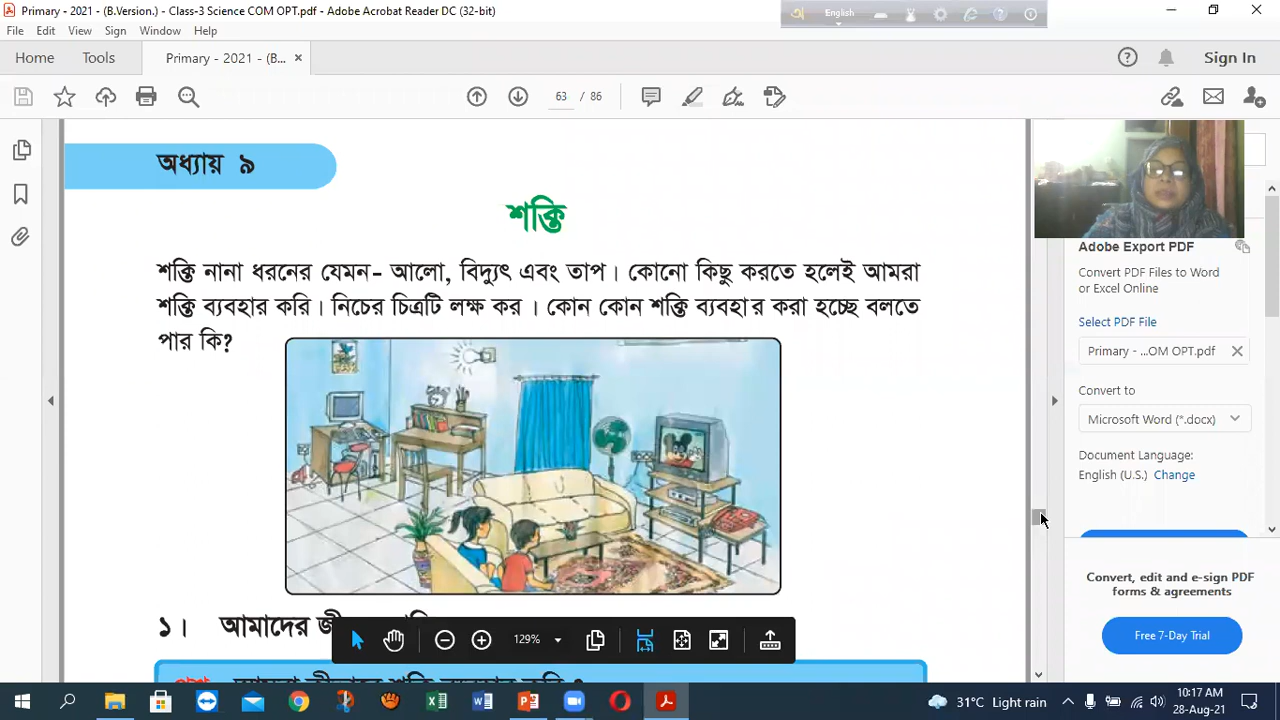 Primary - 2021 - (B.Version.) - Class-3 Science COM OPT.pdf - Adobe Acrobat Reader DC (32-bit)
English
File Edit View Sign Window Help
Home Tools Primary - 2021 - (B... × Sign In
63 / 86
অধ্যায় ৯
শক্তি
শক্তি নানা ধরনের যেমন- আলো, বিদ্যুৎ এবং তাপ। কোনো কিছু করতে হলেই আমরা
শক্তি ব্যবহার করি। নিচের চিত্রটি লক্ষ কর । কোন কোন শক্তি ব্যবহার করা হচ্ছে বলতে
পার কি?
১। আমাদের
129%
Adobe Export PDF
Convert PDF Files to Word
or Excel Online
Select PDF File
Primary - ...OM OPT.pdf
Convert to
Microsoft Word (*.docx)
Document Language:
English (U.S.) Change
Convert, edit and e-sign PDF
forms & agreements
Free 7-Day Trial
31°C Light rain
10:17 AM
28-Aug-21